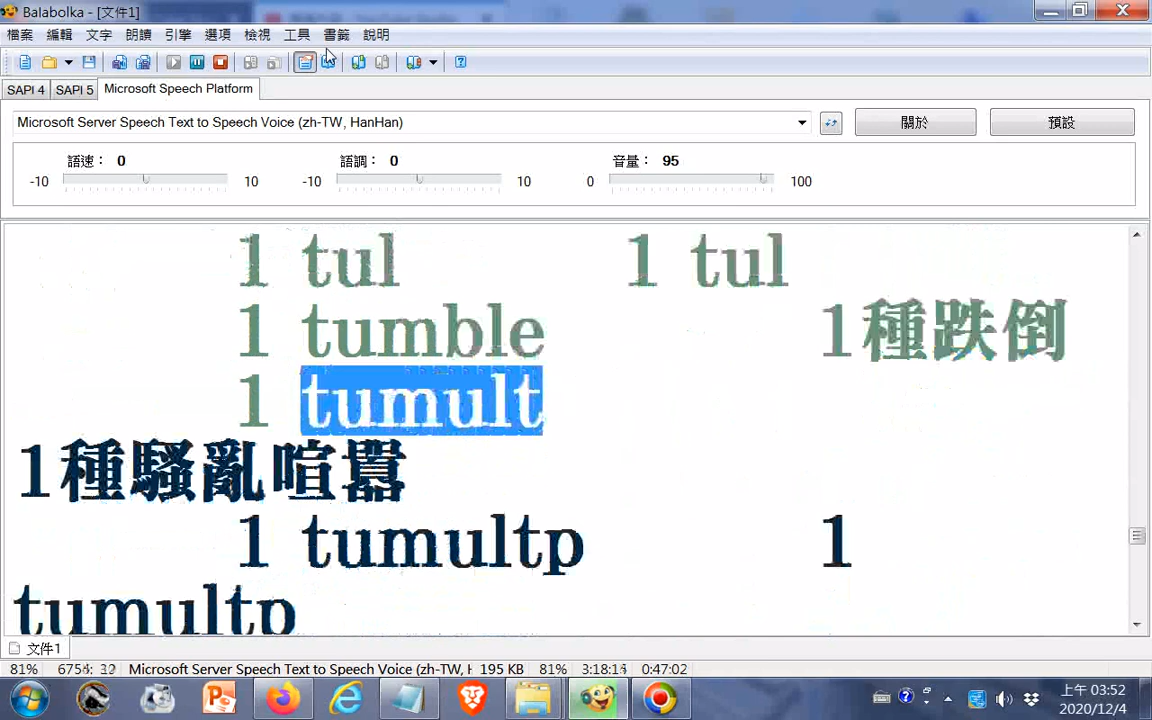 Balabolka - [文件1]
檔案 編輯 文字 朗讀 引擎 選項 檢視 工具 書籤 說明
SAPI 4 SAPI 5 Microsoft Speech Platform
Microsoft Server Speech Text to Speech Voice (zh-TW, HanHan) 關於 預設
語速： 0 語調： 0 音量： 95
-10 10 -10 10 0 100
1 tul 1 tul
1 tumble 1種跌倒
1 tumult
1種騷亂喧囂
1 tumultp 1
tumultp
文件1
81% 6754: 32 Microsoft Server Speech Text to Speech Voice (zh-TW, H 195 KB 81% 3:18:14 0:47:02
上午 03:52
2020/12/4